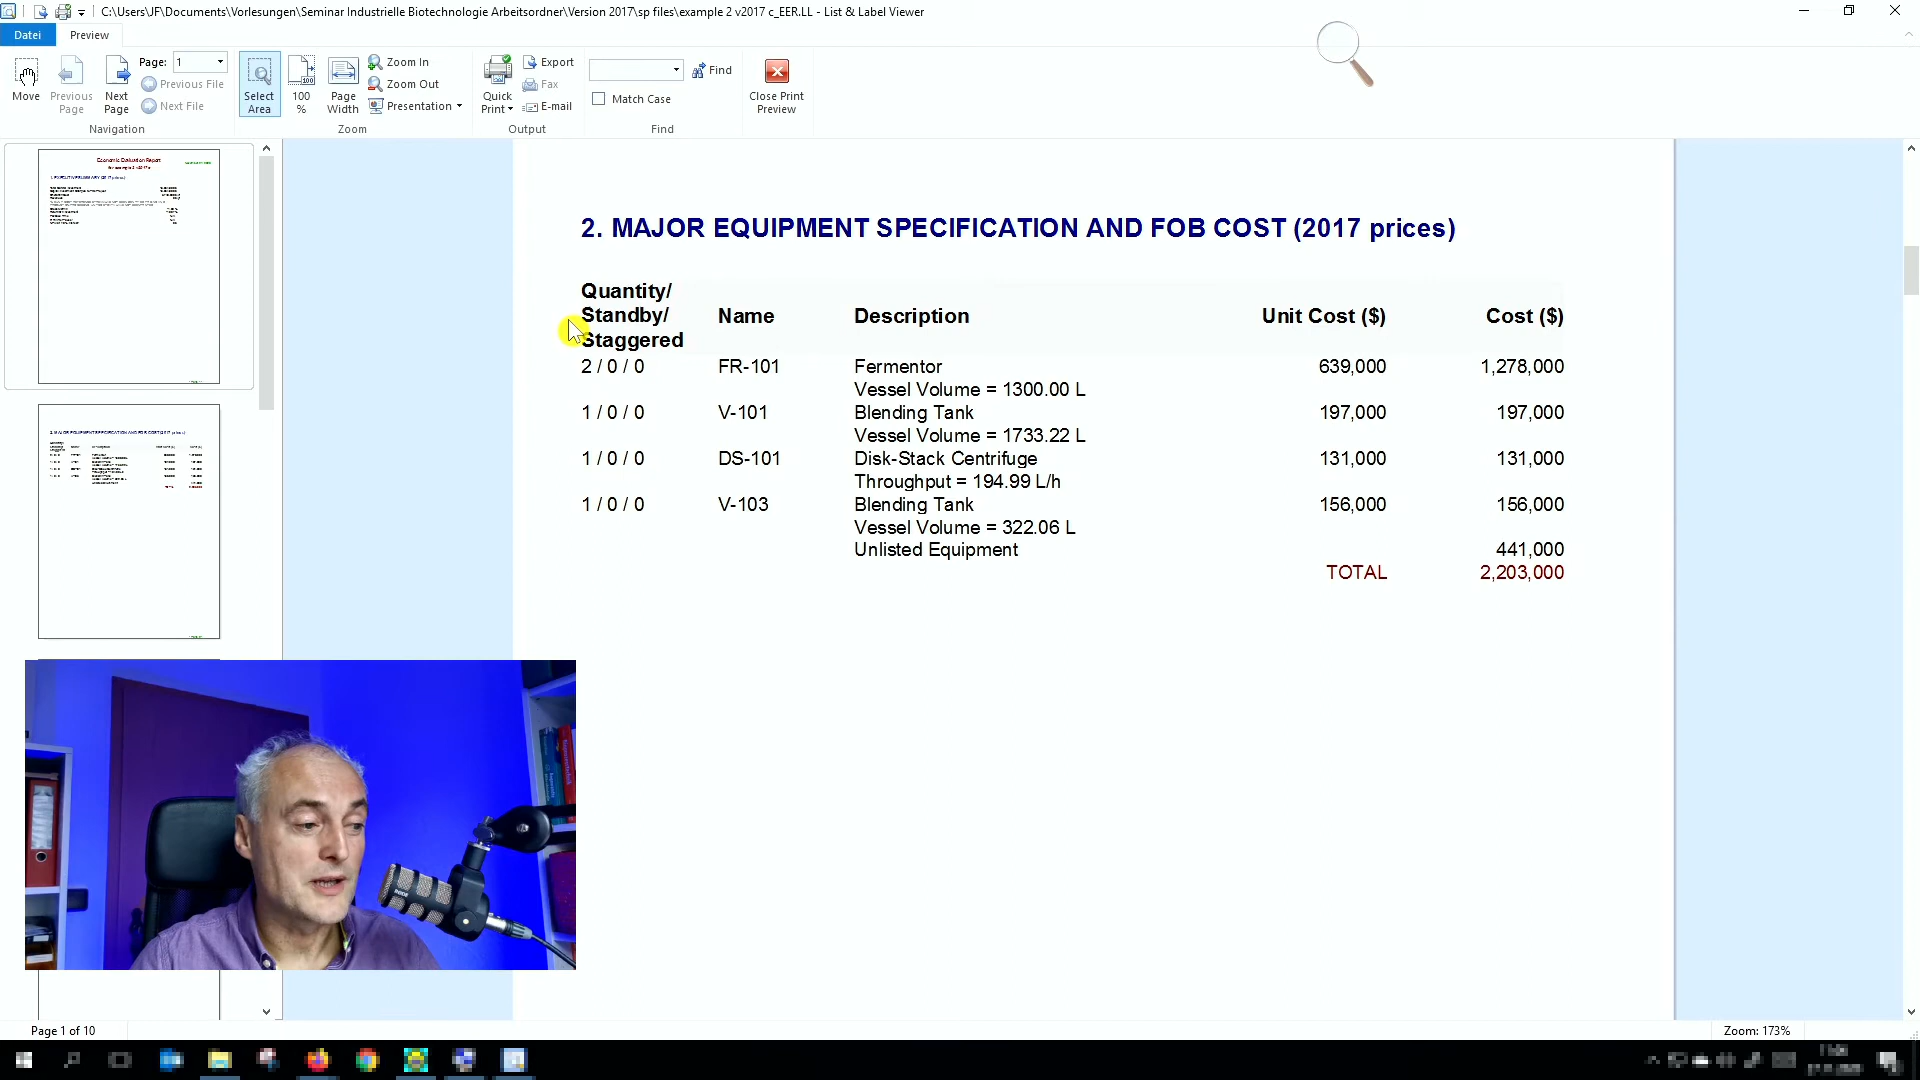 C:\Users\JF\Documents\Vorlesungen\Seminar Industrielle Biotechnologie Arbeitsordner\Version 2017\sp files\example 2 v2017 c_EER.LL - List & Label Viewer
Datei
Preview
Move
Previous Page
Next Page
Page: 1
Previous File
Next File
Navigation
Select Area
100 %
Page Width
Zoom In
Zoom Out
Presentation
Zoom
Quick Print
Export
Fax
E-mail
Output
Find
Match Case
Find
Close Print Preview
Economic Evaluation Report
2. MAJOR EQUIPMENT SPECIFICATION AND FOB COST (2017 prices)
Quantity/
Standby/ Name Description Unit Cost ($) Cost ($)
Staggered
2 / 0 / 0 FR-101 Fermentor 639,000 1,278,000
Vessel Volume = 1300.00 L
1 / 0 / 0 V-101 Blending Tank 197,000 197,000
Vessel Volume = 1733.22 L
1 / 0 / 0 DS-101 Disk-Stack Centrifuge 131,000 131,000
Throughput = 194.99 L/h
1 / 0 / 0 V-103 Blending Tank 156,000 156,000
Vessel Volume = 322.06 L
Unlisted Equipment 441,000
TOTAL 2,203,000
Page 1 of 10
Zoom: 173%